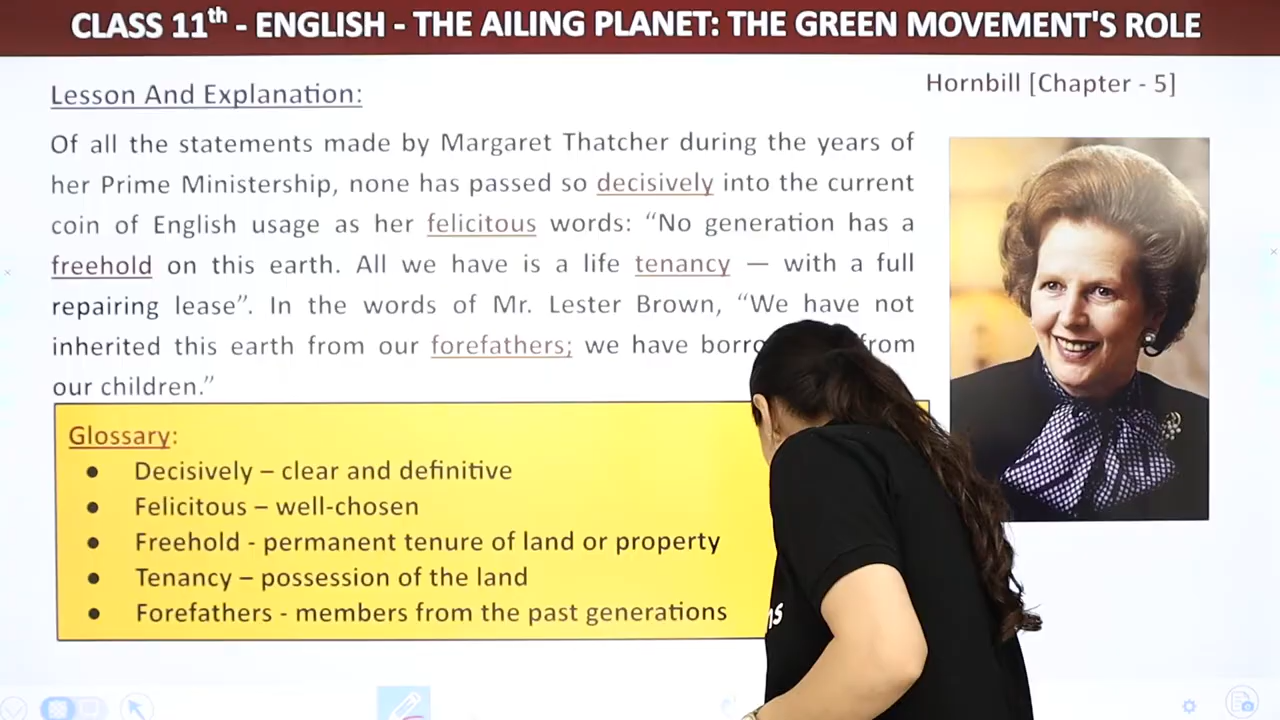 CLASS 11th - ENGLISH - THE AILING PLANET: THE GREEN MOVEMENT'S ROLE
Hornbill [Chapter - 5]
Lesson And Explanation:
Of all the statements made by Margaret Thatcher during the years of
her Prime Ministership, none has passed so decisively into the current
coin of English usage as her felicitous words: “No generation has a
freehold on this earth. All we have is a life tenancy — with a full
repairing lease”. In the words of Mr. Lester Brown, “We have not
inherited this earth from our forefathers; we have from
our children.”
Glossary:
● Decisively – clear and definitive
● Felicitous – well-chosen
● Freehold - permanent tenure of land or property
● Tenancy – possession of the land
● Forefathers - members from the past generations